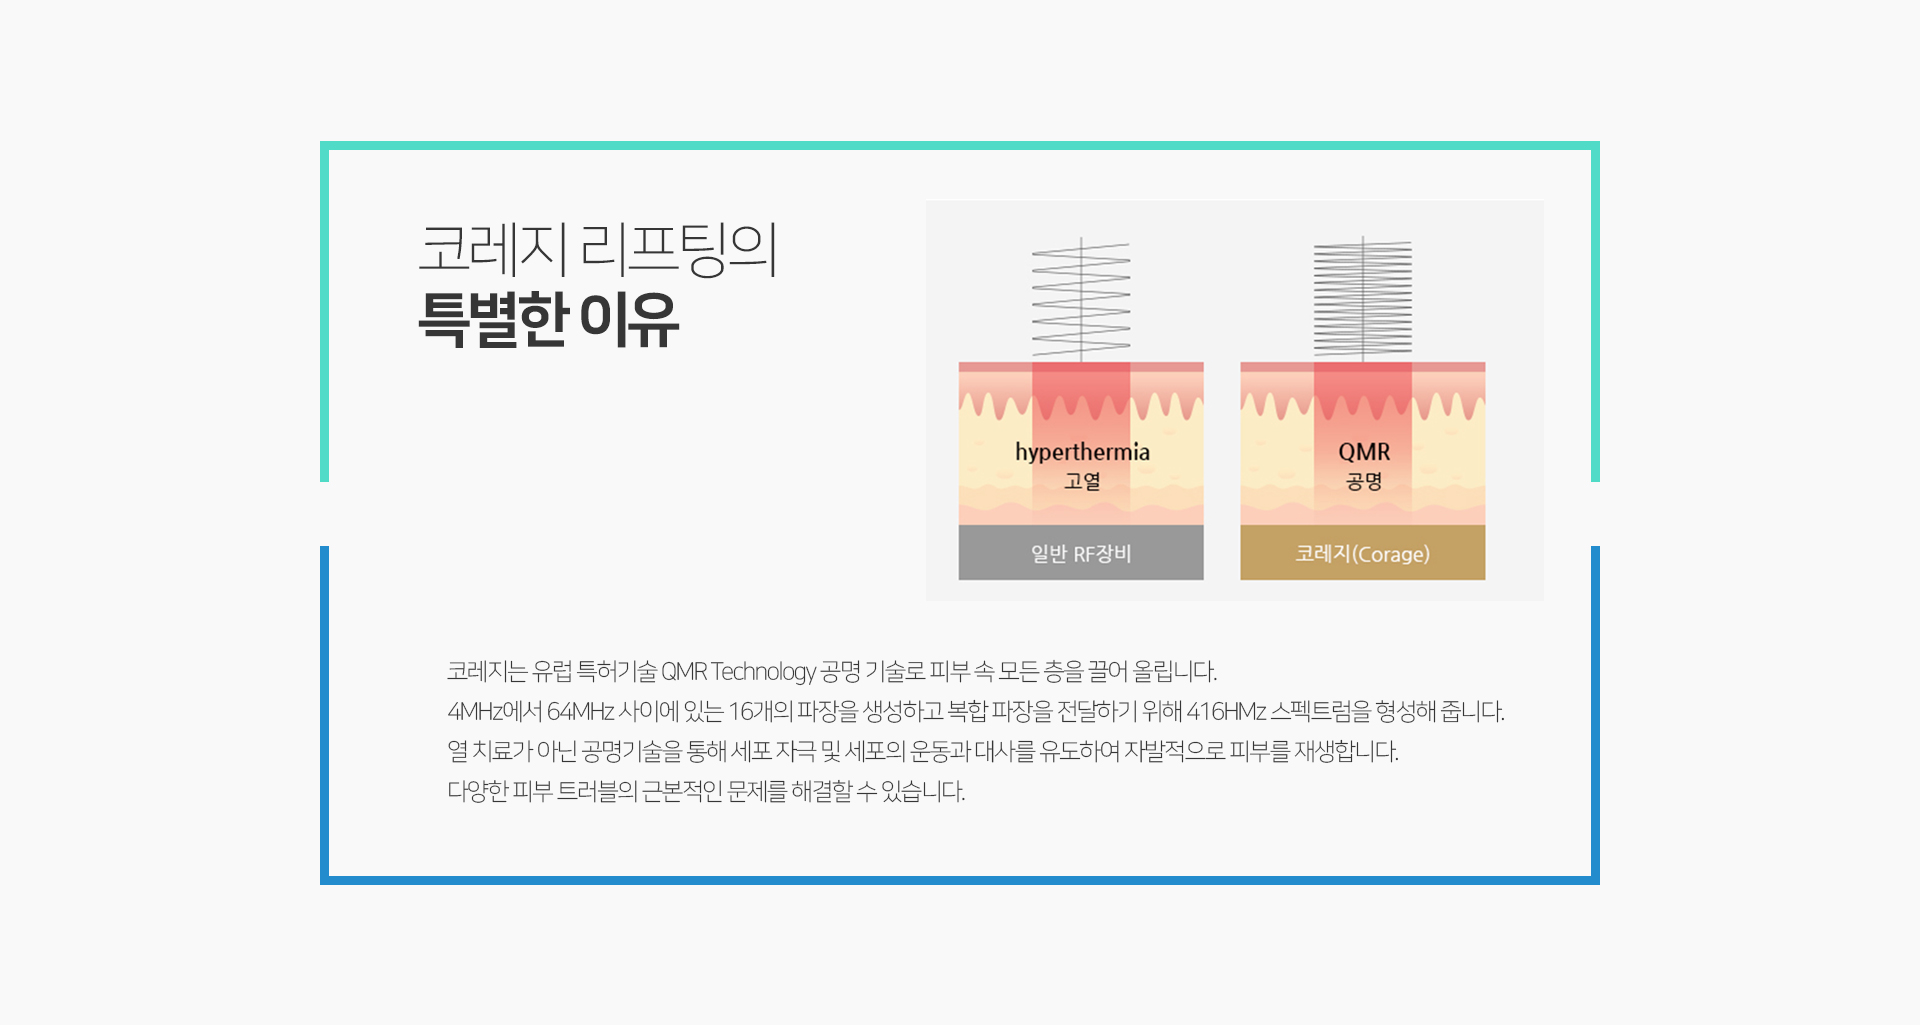 코레지 리프팅의
특별한 이유
hyperthermia
고열
일반 RF장비
QMR
공명
코레지(Corage)
코레지는 유럽 특허기술 QMR Technology 공명 기술로 피부 속 모든 층을 끌어 올립니다.
4MHz에서 64MHz 사이에 있는 16개의 파장을 생성하고 복합 파장을 전달하기 위해 416HMz 스펙트럼을 형성해 줍니다.
열 치료가 아닌 공명기술을 통해 세포 자극 및 세포의 운동과 대사를 유도하여 자발적으로 피부를 재생합니다.
다양한 피부 트러블의 근본적인 문제를 해결할 수 있습니다.